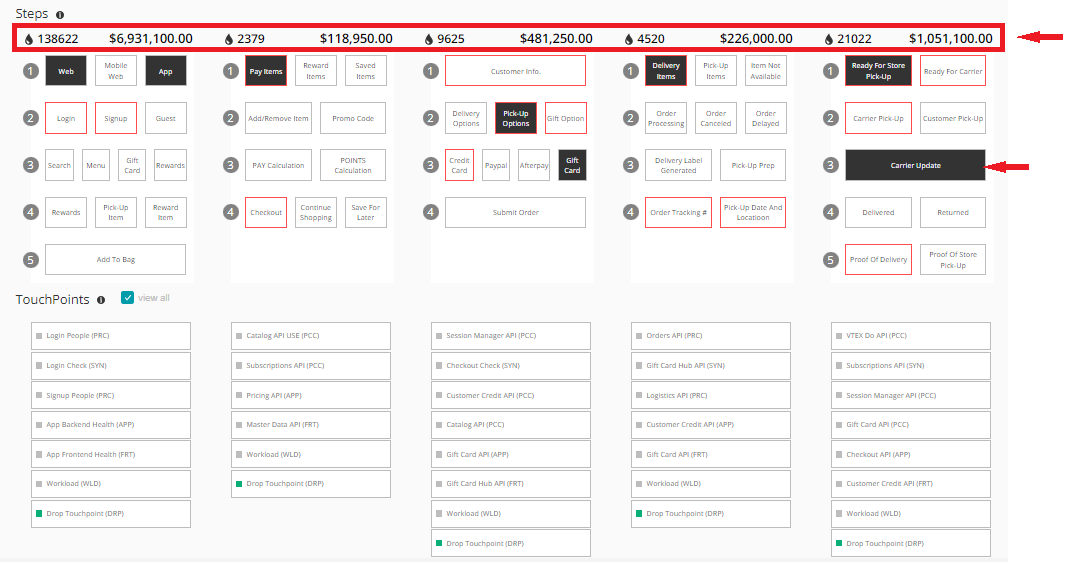 Steps
138622 $6,931,100.00
2379 $118,950.00
9625 $481,250.00
4520 $226,000.00
21022 $1,051,100.00
1
Web
Mobile
Web
App
2
Login
Signup
Guest
3
Search
Menu
Gift
Card
Rewards
4
Rewards
Pick-Up
Item
Reward
Item
5
Add To Bag
1
Pay Items
Reward
Items
Saved
Items
2
Add/Remove Item
Promo Code
3
PAY Calculation
POINTS
Calculation
4
Checkout
Continue
Shopping
Save For
Later
1
Customer Info.
2
Delivery
Options
Pick-Up
Options
Gift Option
3
Credit
Card
Paypal
Afterpay
Gift
Card
4
Submit Order
1
Delivery
Items
Pick-Up
Items
Item Not
Available
2
Order
Processing
Order
Canceled
Order
Delayed
3
Delivery Label
Generated
Pick-Up Prep
4
Order Tracking #
Pick-Up Date And
Locatioon
1
Ready For Store
Pick-Up
Ready For Carrier
2
Carrier Pick-Up
Customer Pick-Up
3
Carrier Update
4
Delivered
Returned
5
Proof Of Delivery
Proof Of Store
Pick-Up
TouchPoints
view all
Login People (PRC)
Login Check (SYN)
Signup People (PRC)
App Backend Health (APP)
App Frontend Health (FRT)
Workload (WLD)
Drop Touchpoint (DRP)
Catalog API USE (PCC)
Subscriptions API (PCC)
Pricing API (APP)
Master Data API (FRT)
Workload (WLD)
Drop Touchpoint (DRP)
Session Manager API (PCC)
Checkout Check (SYN)
Customer Credit API (PCC)
Catalog API (PCC)
Gift Card API (APP)
Gift Card Hub API (FRT)
Workload (WLD)
Drop Touchpoint (DRP)
Orders API (PRC)
Gift Card Hub API (SYN)
Logistics API (PRC)
Customer Credit API (APP)
Gift Card API (FRT)
Workload (WLD)
Drop Touchpoint (DRP)
VTEX Do API (PCC)
Subscriptions API (SYN)
Session Manager API (PCC)
Gift Card API (PCC)
Checkout API (APP)
Customer Credit API (FRT)
Workload (WLD)
Drop Touchpoint (DRP)